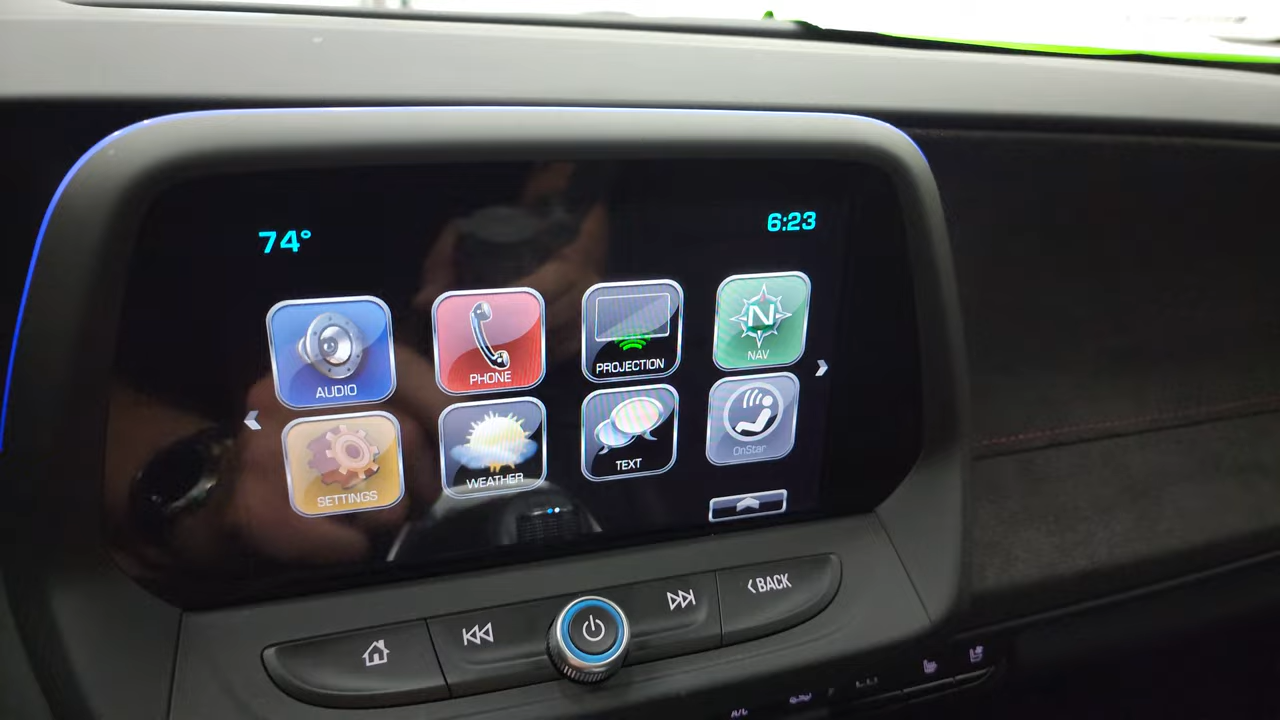 74° 6:23
AUDIO PHONE PROJECTION N NAV
SETTINGS WEATHER TEXT OnStar
BACK
A/C